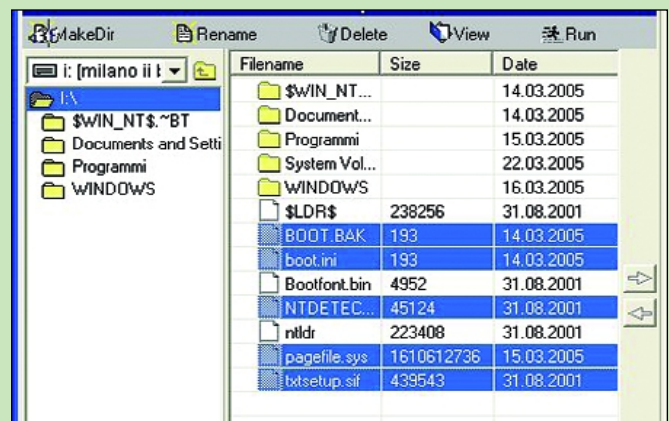 MakeDir Rename Delete View Run
i: [milano ii
I:\
$WIN_NT$.~BT
Documents and Setti
Programmi
WINDOWS
Filename Size Date
$WIN_NT... 14.03.2005
Document... 14.03.2005
Programmi 15.03.2005
System Vol... 22.03.2005
WINDOWS 16.03.2005
$LDR$ 238256 31.08.2001
BOOT.BAK 193 14.03.2005
boot.ini 193 14.03.2005
Bootfont.bin 4952 31.08.2001
NTDETEC... 45124 31.08.2001
ntldr 223408 31.08.2001
pagefile.sys 1610612736 15.03.2005
txtsetup.sif 439543 31.08.2001